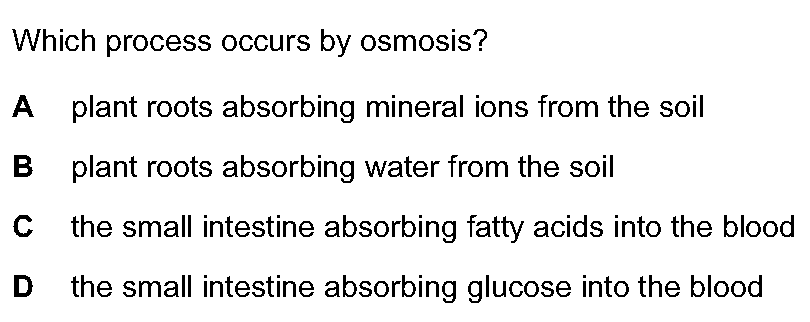 Which process occurs by osmosis?
A plant roots absorbing mineral ions from the soil
B plant roots absorbing water from the soil
C the small intestine absorbing fatty acids into the blood
D the small intestine absorbing glucose into the blood